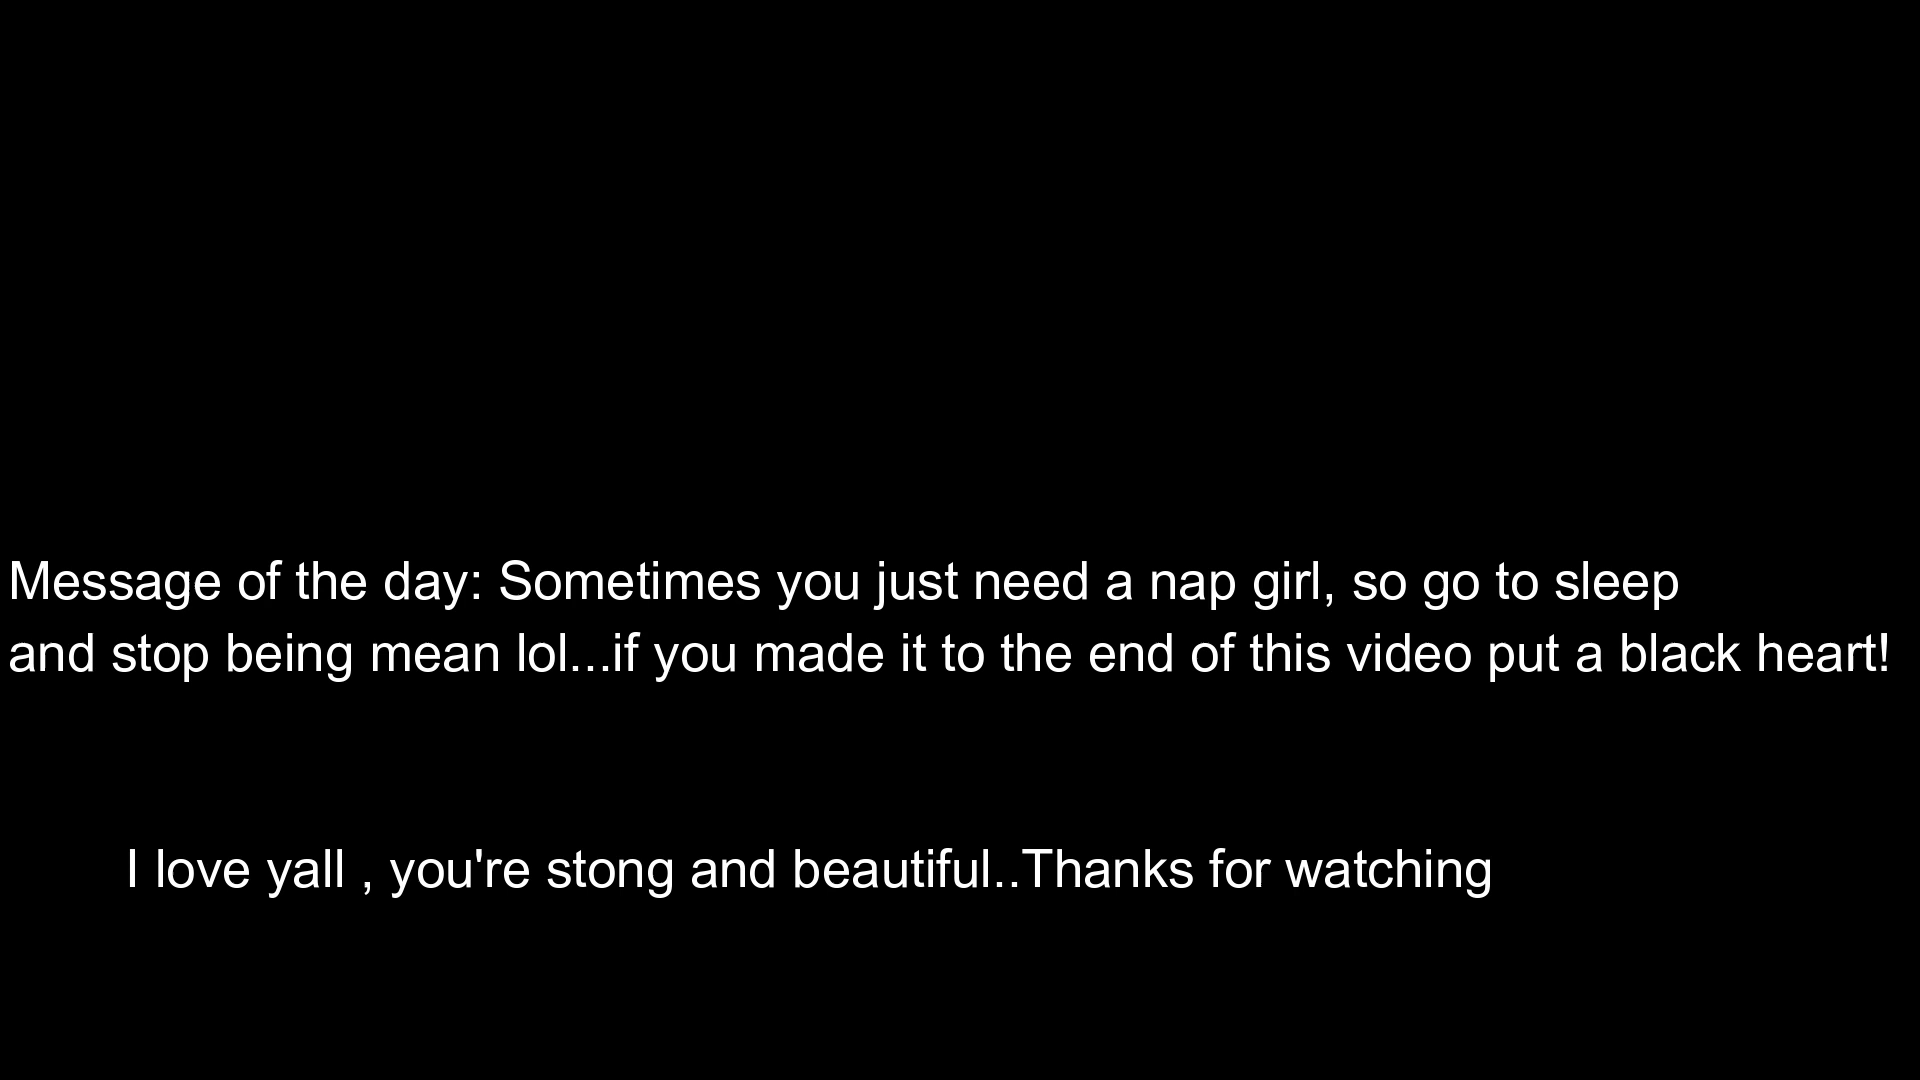 Message of the day: Sometimes you just need a nap girl, so go to sleep
and stop being mean lol...if you made it to the end of this video put a black heart!
I love yall , you're stong and beautiful..Thanks for watching